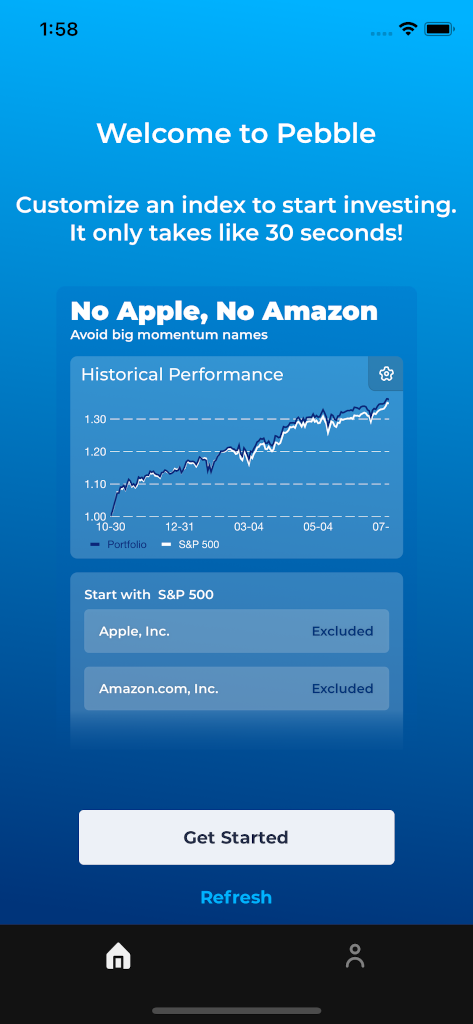 1:58
Welcome to Pebble
Customize an index to start investing.
It only takes like 30 seconds!
No Apple, No Amazon
Avoid big momentum names
Historical Performance
1.30
1.20
1.10
1.00
10-30 12-31 03-04 05-04 07-
Portfolio S&P 500
Start with S&P 500
Apple, Inc. Excluded
Amazon.com, Inc. Excluded
Get Started
Refresh